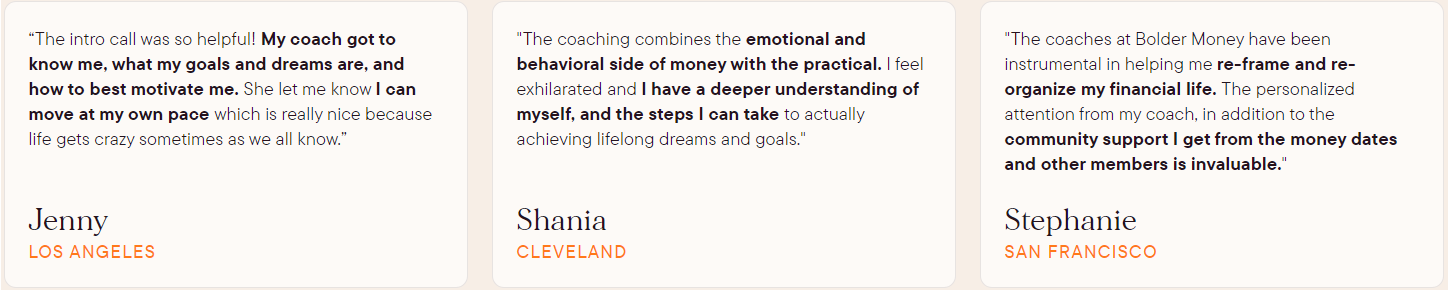 “The intro call was so helpful! My coach got to
know me, what my goals and dreams are, and
how to best motivate me. She let me know I can
move at my own pace which is really nice because
life gets crazy sometimes as we all know.”
Jenny
LOS ANGELES
"The coaching combines the emotional and
behavioral side of money with the practical. I feel
exhilarated and I have a deeper understanding of
myself, and the steps I can take to actually
achieving lifelong dreams and goals."
Shania
CLEVELAND
"The coaches at Bolder Money have been
instrumental in helping me re-frame and re-
organize my financial life. The personalized
attention from my coach, in addition to the
community support I get from the money dates
and other members is invaluable."
Stephanie
SAN FRANCISCO